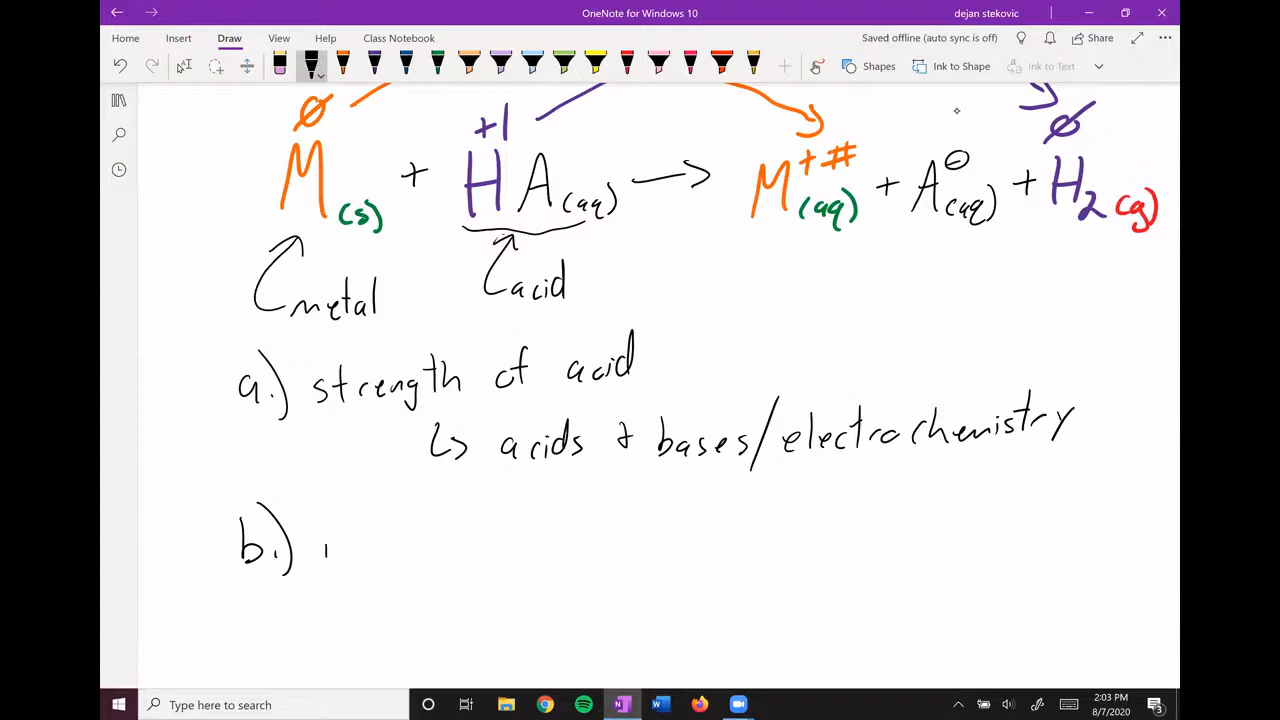 OneNote for Windows 10
dejan stekovic
Home Insert Draw View Help Class Notebook
Saved offline (auto sync is off) Share
Shapes Ink to Shape Ink to Text
∅ +1 ∅
M(s) + HA(aq) → M+#(aq) + A⊖(aq) + H2(g)
metal acid
a.) strength of acid
↳ acids + bases/electrochemistry
b.)
Type here to search
2:03 PM
8/7/2020
3